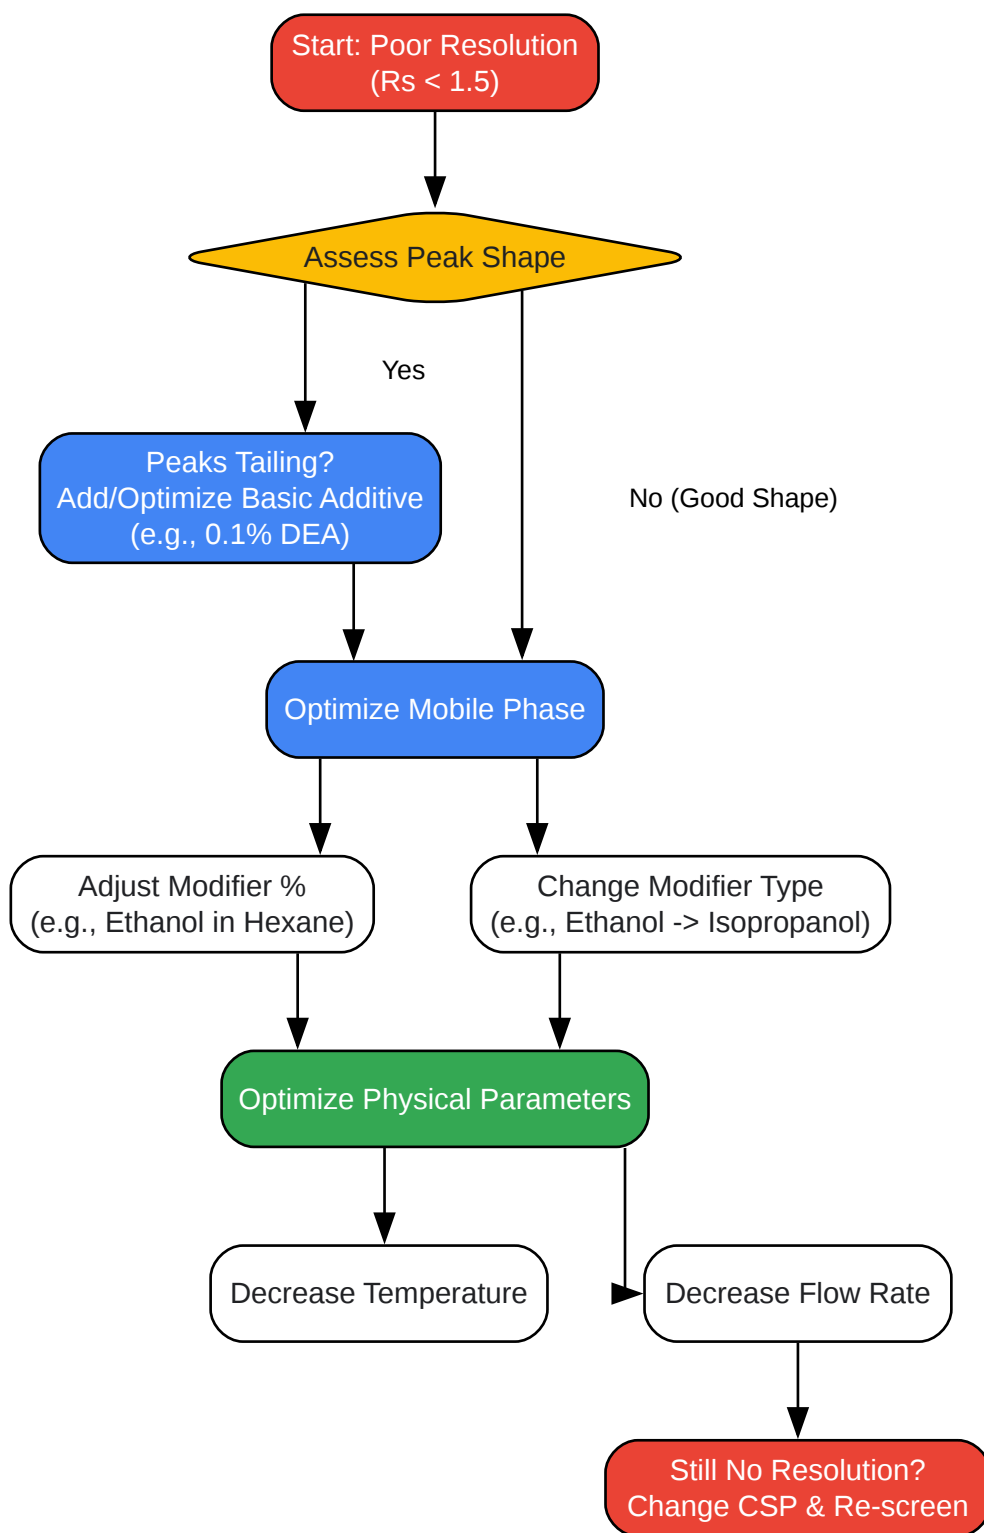 Start: Poor Resolution
(Rs < 1.5)
Assess Peak Shape
Yes
Peaks Tailing?
Add/Optimize Basic Additive
(e.g., 0.1% DEA)
No (Good Shape)
Optimize Mobile Phase
Adjust Modifier %
(e.g., Ethanol in Hexane)
Change Modifier Type
(e.g., Ethanol -> Isopropanol)
Optimize Physical Parameters
Decrease Temperature
Decrease Flow Rate
Still No Resolution?
Change CSP & Re-screen